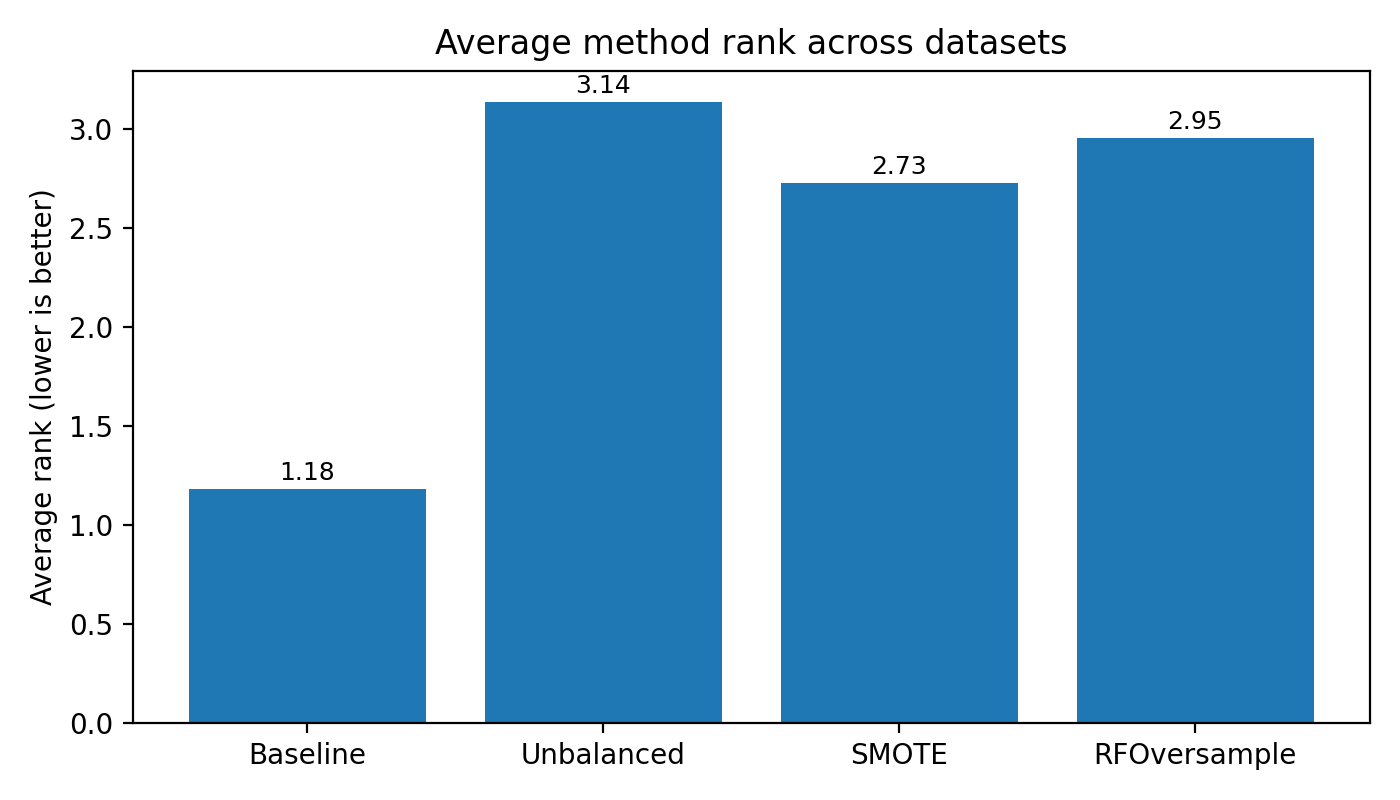 Average method rank across datasets
Average rank (lower is better)
3.0
2.5
2.0
1.5
1.0
0.5
0.0
1.18
3.14
2.73
2.95
Baseline
Unbalanced
SMOTE
RFOversample